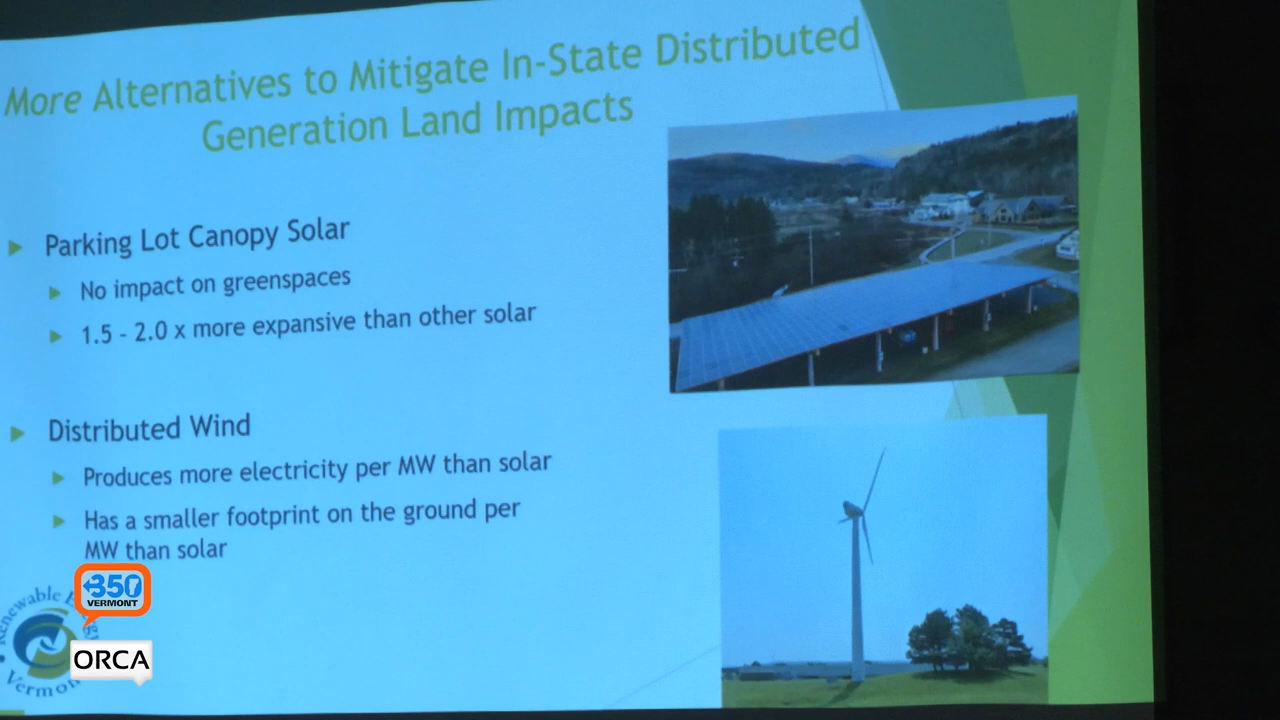 More Alternatives to Mitigate In-State Distributed
Generation Land Impacts
Parking Lot Canopy Solar
No impact on greenspaces
1.5 - 2.0 x more expansive than other solar
Distributed Wind
Produces more electricity per MW than solar
Has a smaller footprint on the ground per
MW than solar
350
VERMONT
ORCA
Renewable
Vermont